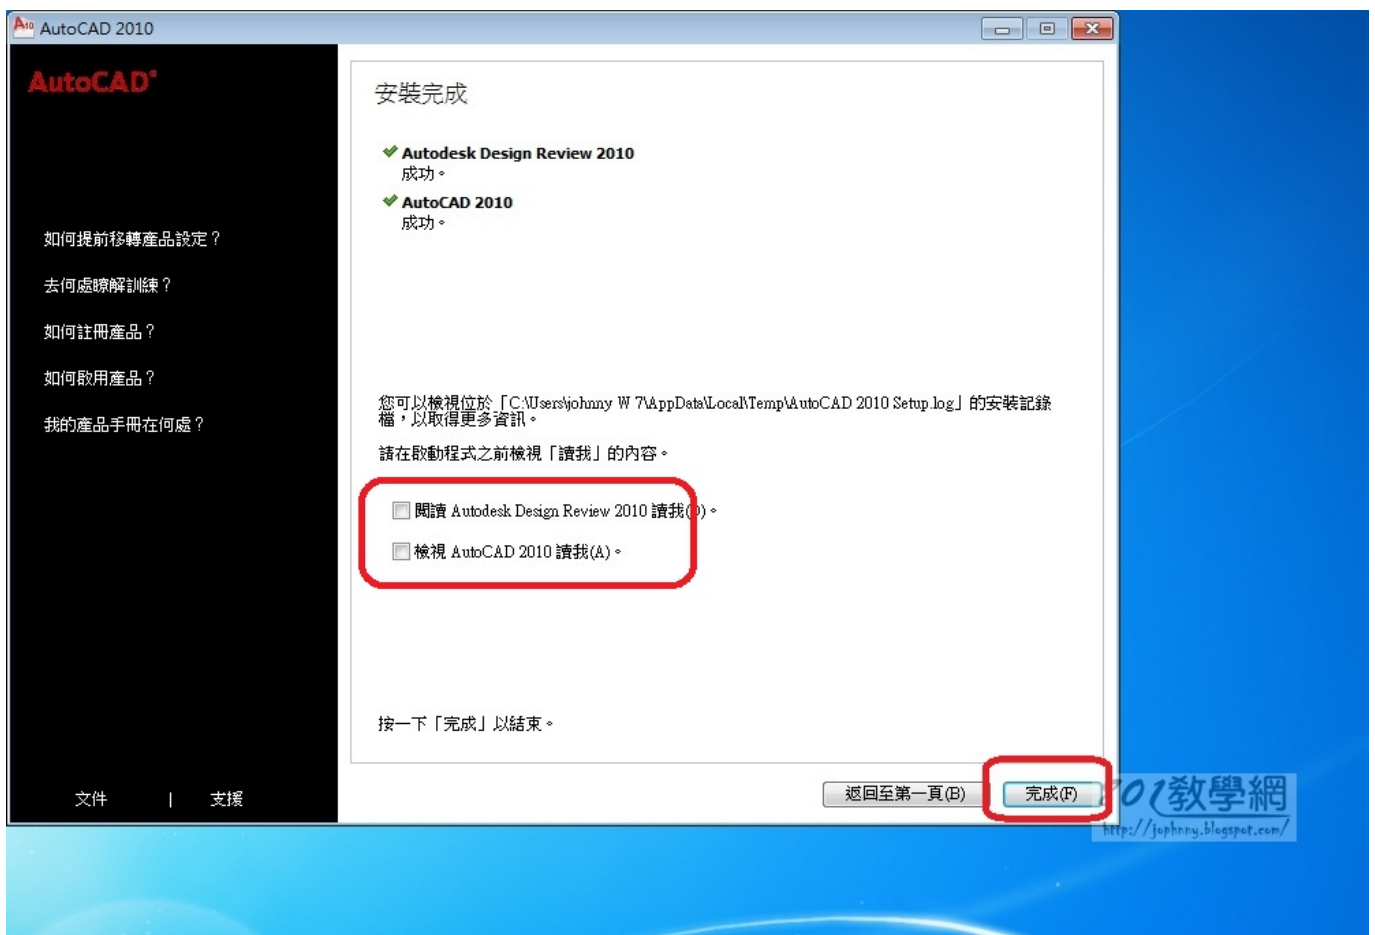 AutoCAD 2010
AutoCAD®
如何提前移轉產品設定？
去何處瞭解訓練？
如何註冊產品？
如何啟用產品？
我的產品手冊在何處？
文件 | 支援
安裝完成
Autodesk Design Review 2010
成功。
AutoCAD 2010
成功。
您可以檢視位於「C:\Users\johnny W 7\AppData\Local\Temp\AutoCAD 2010 Setup.log」的安裝記錄
檔，以取得更多資訊。
請在啟動程式之前檢視「讀我」的內容。
閱讀 Autodesk Design Review 2010 讀我(D)。
檢視 AutoCAD 2010 讀我(A)。
按一下「完成」以結束。
返回至第一頁(B) 完成(F)
教學網
http://jophnny.blogspot.com/